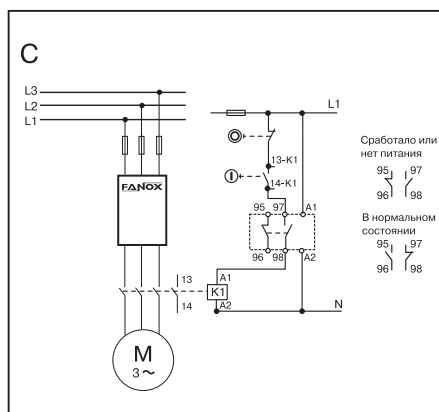 C
L3
L2
L1
L1
13-K1
14-K1
FANOX
95 97 A1
96 98 A2
13
14
A1
K1
A2
N
M
3~
Сработало или
нет питания
95 97
96 98
В нормальном
состоянии
95 97
96 98